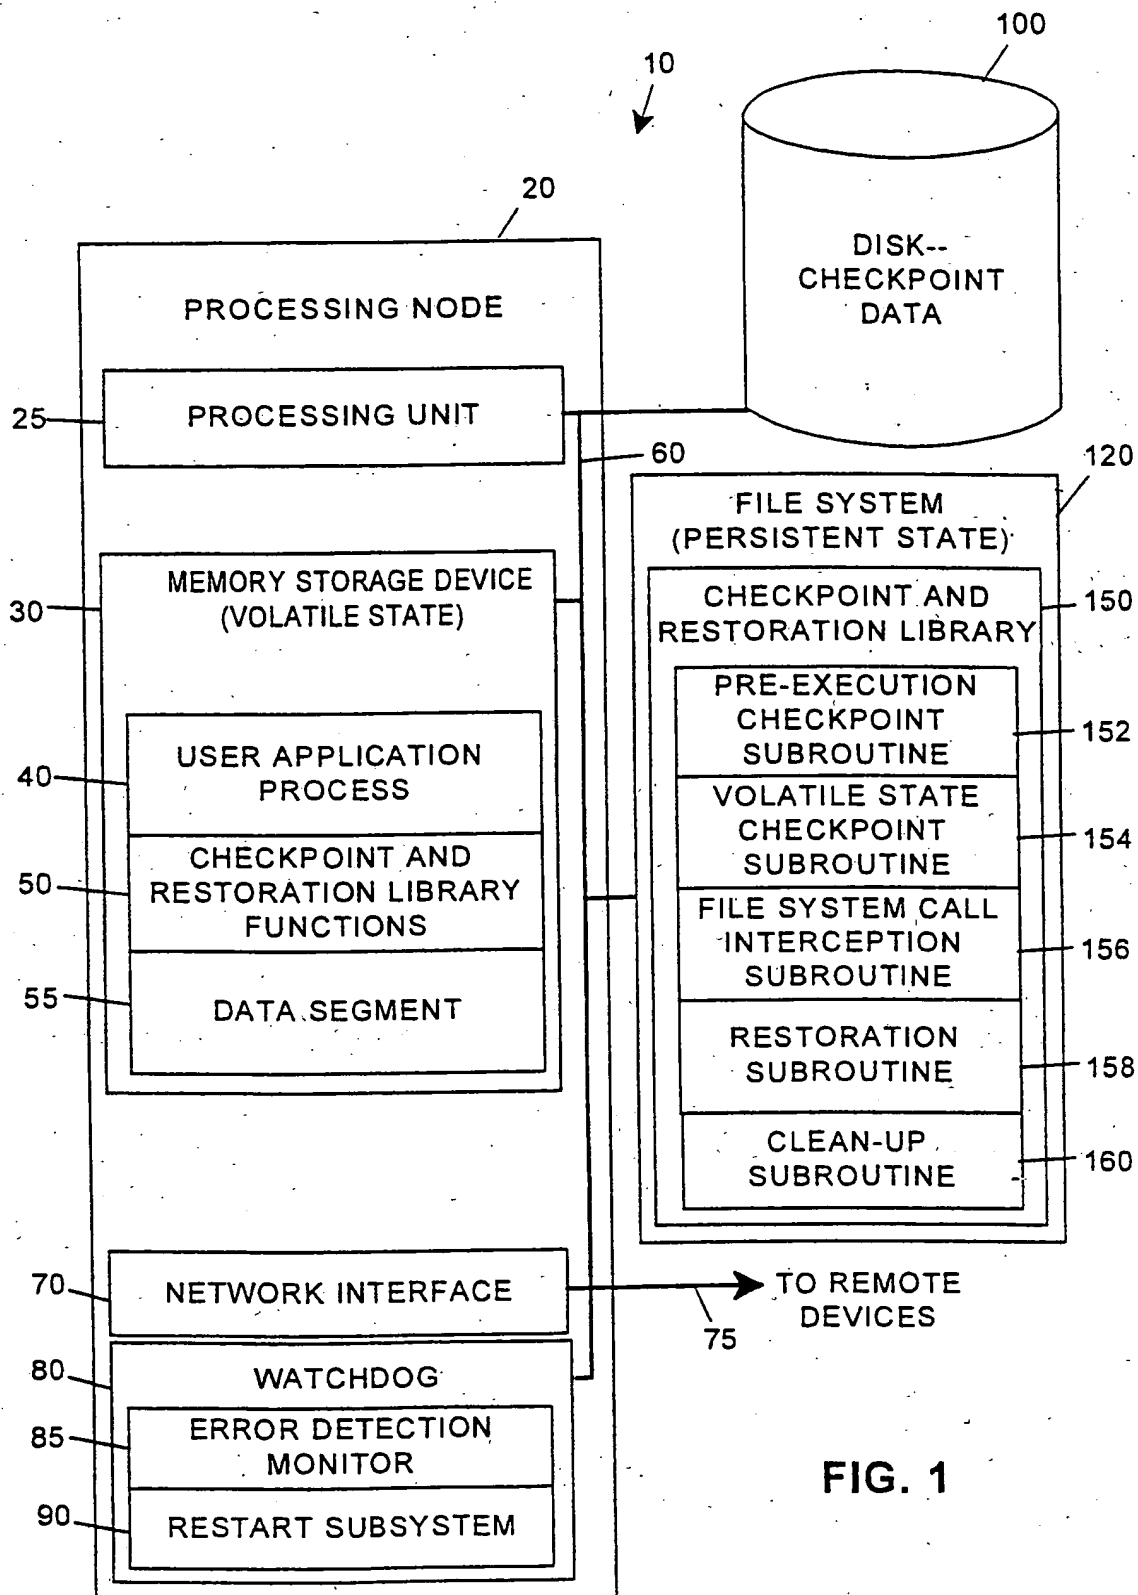 100
10
20
DISK--
CHECKPOINT
DATA
PROCESSING NODE
25
PROCESSING UNIT
60
120
FILE SYSTEM
(PERSISTENT STATE)
30
MEMORY STORAGE DEVICE
(VOLATILE STATE)
CHECKPOINT AND
RESTORATION LIBRARY
150
PRE-EXECUTION
CHECKPOINT
SUBROUTINE
152
40
USER APPLICATION
PROCESS
VOLATILE STATE
CHECKPOINT
SUBROUTINE
154
50
CHECKPOINT AND
RESTORATION LIBRARY
FUNCTIONS
FILE SYSTEM CALL
INTERCEPTION
SUBROUTINE
156
55
DATA SEGMENT
RESTORATION
SUBROUTINE
158
CLEAN-UP
SUBROUTINE
160
70
NETWORK INTERFACE
75
TO REMOTE
DEVICES
80
WATCHDOG
85
ERROR DETECTION
MONITOR
90
RESTART SUBSYSTEM
FIG. 1